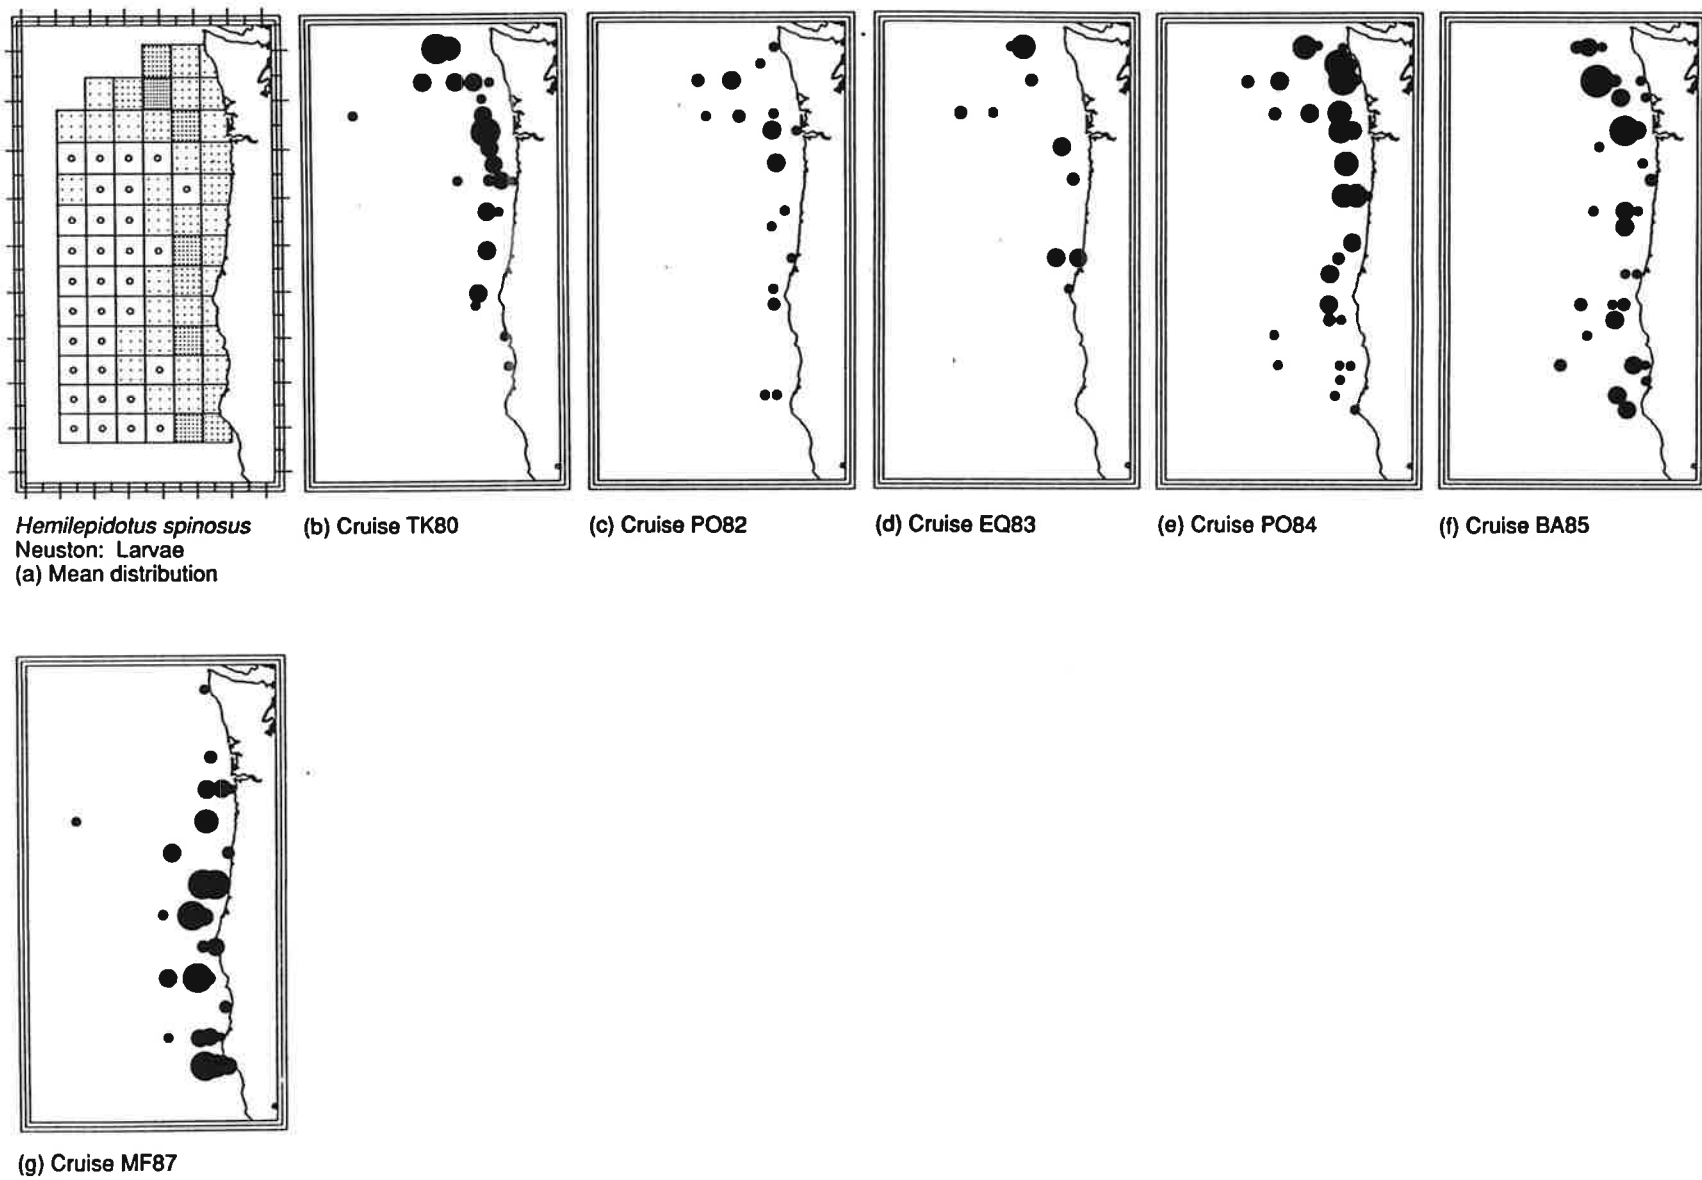 Hemilepidotus spinosus
Neuston: Larvae
(a) Mean distribution
(b) Cruise TK80
(c) Cruise PO82
(d) Cruise EQ83
(e) Cruise PO84
(f) Cruise BA85
(g) Cruise MF87